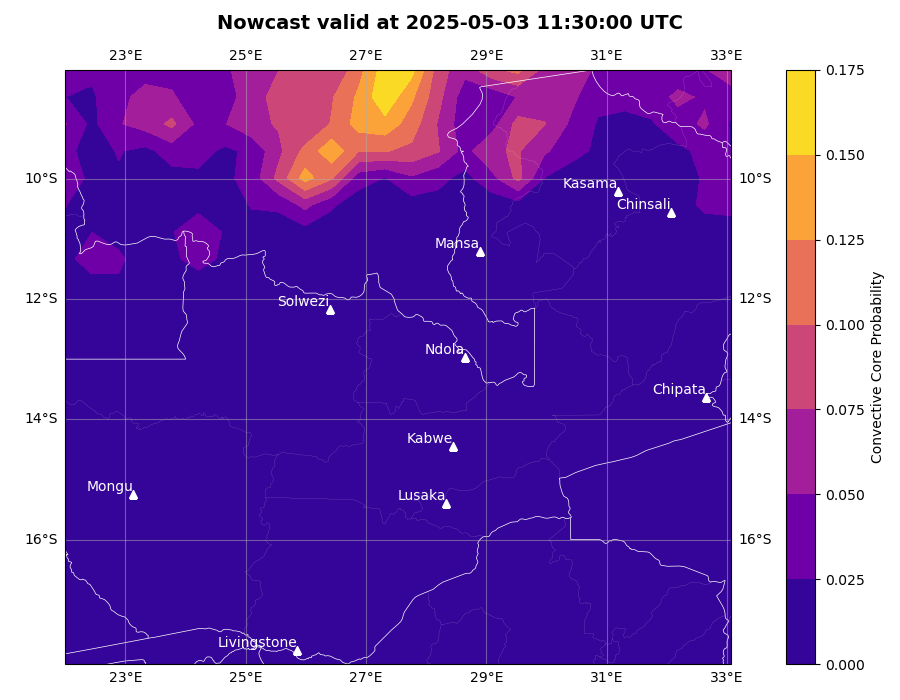 Nowcast valid at 2025-05-03 11:30:00 UTC
23°E 25°E 27°E 29°E 31°E 33°E
0.175
0.150
10°S Kasama 10°S
Chinsali
0.125
Mansa
12°S Solwezi 12°S
0.100
Ndola
Chipata
0.075
14°S 14°S
Kabwe
Mongu
Lusaka
0.050
16°S 16°S
0.025
Livingstone
0.000
23°E 25°E 27°E 29°E 31°E 33°E
Convective Core Probability